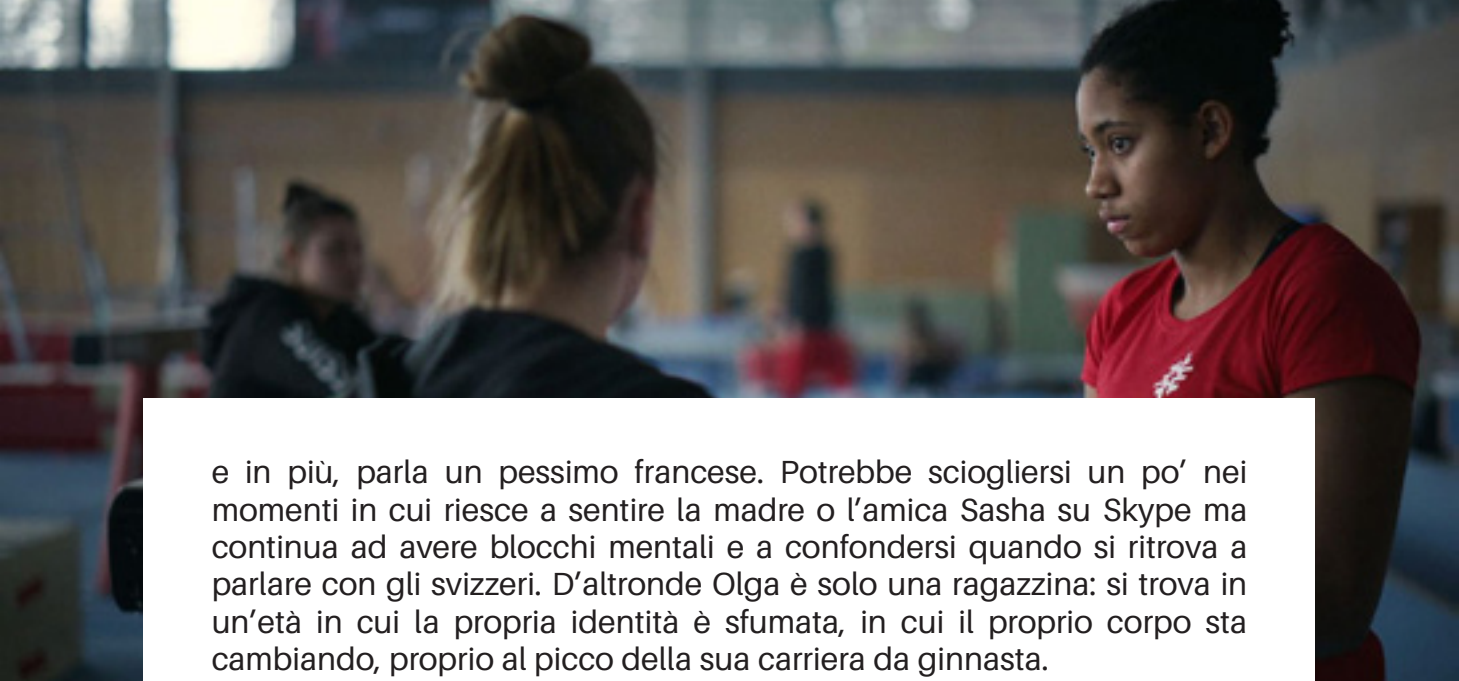 e in più, parla un pessimo francese. Potrebbe sciogliersi un po’ nei
momenti in cui riesce a sentire la madre o l’amica Sasha su Skype ma
continua ad avere blocchi mentali e a confondersi quando si ritrova a
parlare con gli svizzeri. D’altronde Olga è solo una ragazzina: si trova in
un’età in cui la propria identità è sfumata, in cui il proprio corpo sta
cambiando, proprio al picco della sua carriera da ginnasta.